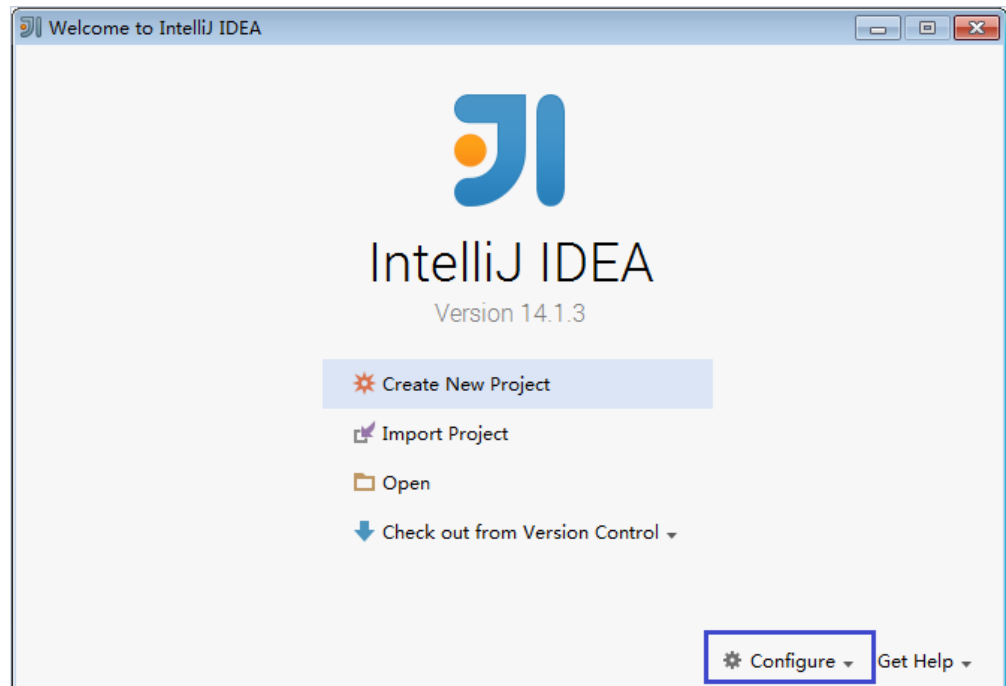 Welcome to IntelliJ IDEA
IntelliJ IDEA
Version 14.1.3
Create New Project
Import Project
Open
Check out from Version Control
Configure
Get Help